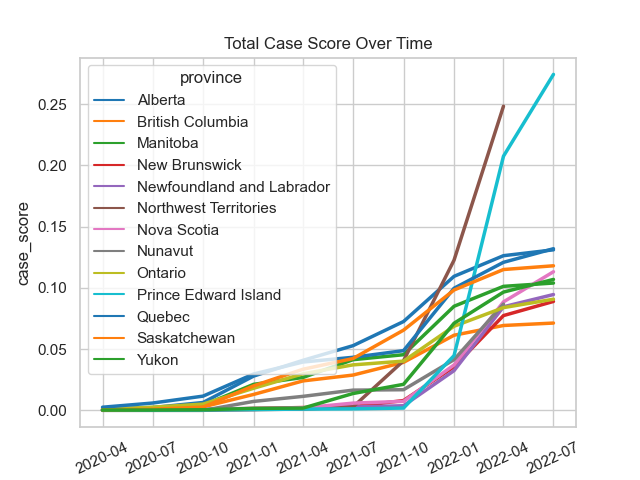 Total Case Score Over Time
province
Alberta
British Columbia
Manitoba
New Brunswick
Newfoundland and Labrador
Northwest Territories
Nova Scotia
Nunavut
Ontario
Prince Edward Island
Quebec
Saskatchewan
Yukon
case_score
0.25
0.20
0.15
0.10
0.05
0.00
2020-04
2020-07
2020-10
2021-01
2021-04
2021-07
2021-10
2022-01
2022-04
2022-07